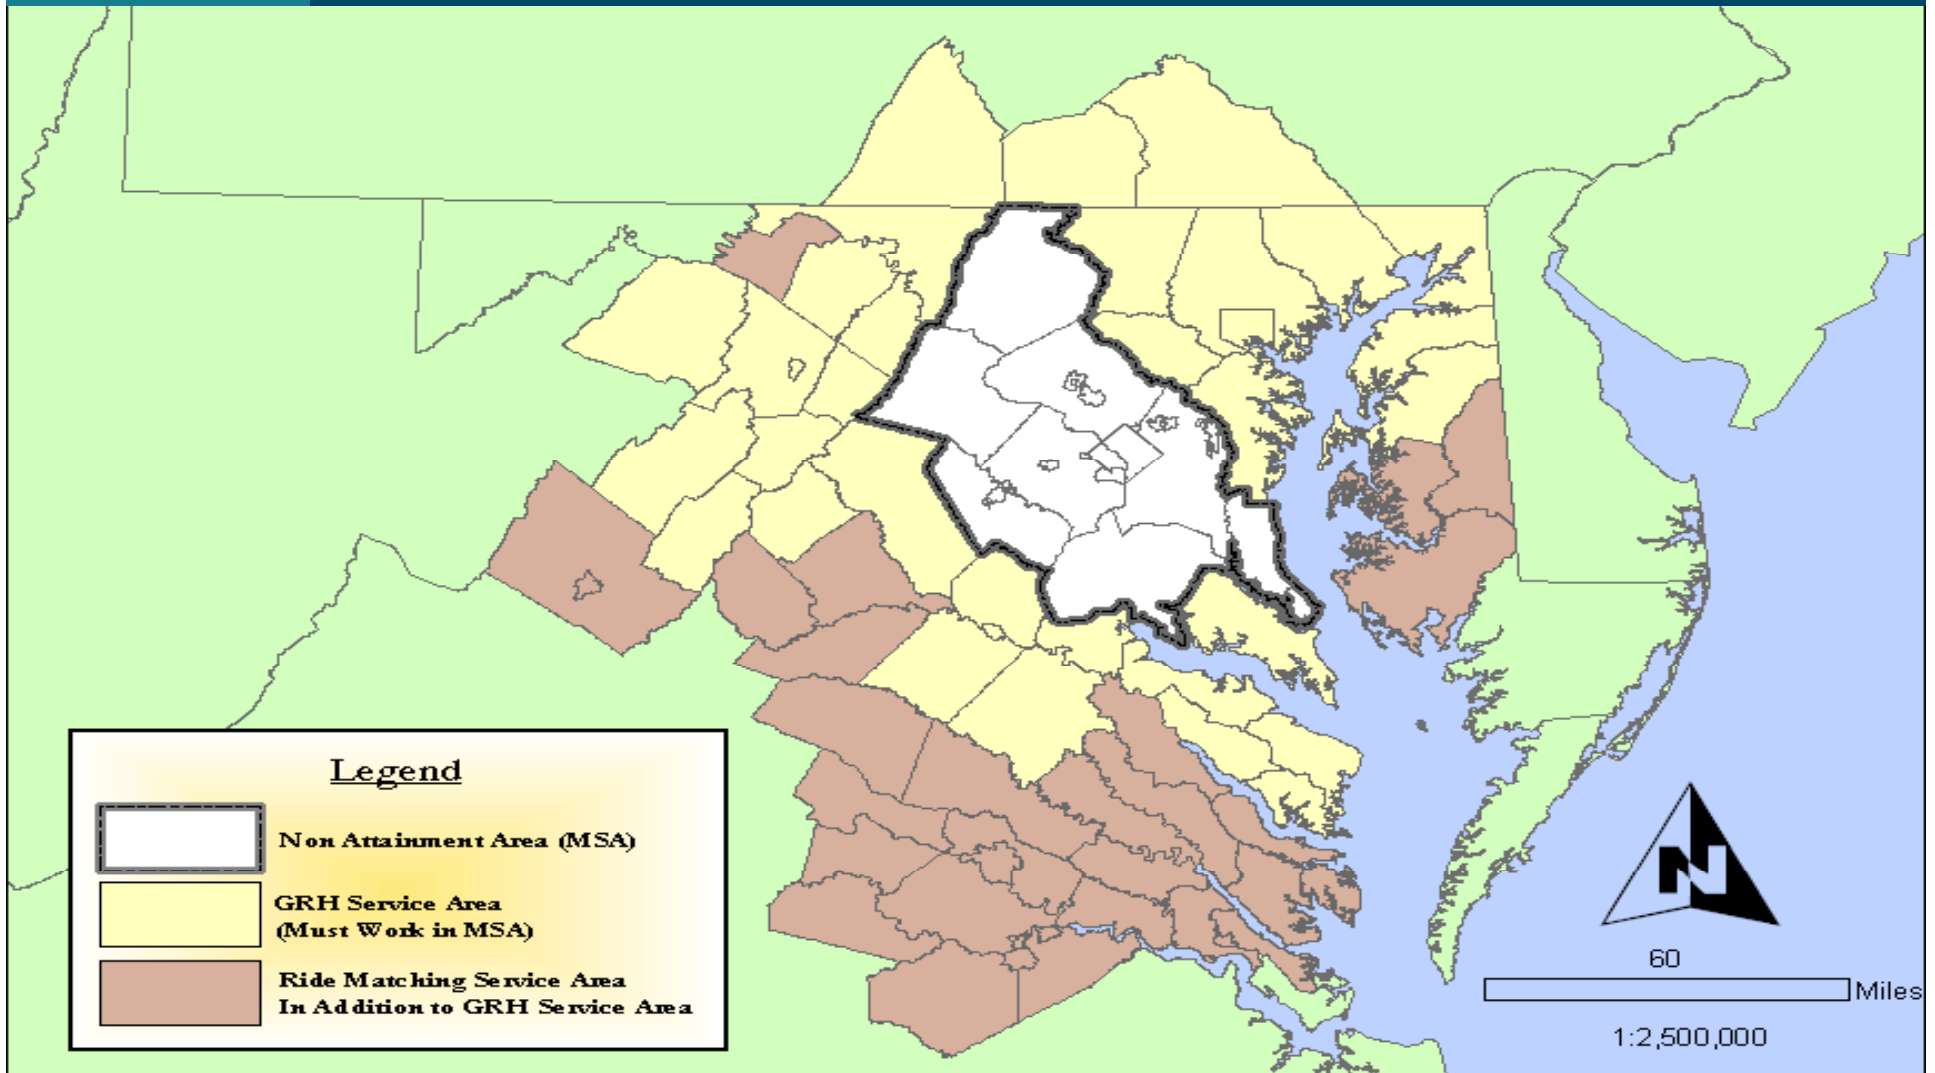 Legend
Non Attainment Area (MSA)
GRH Service Area
(Must Work in MSA)
Ride Matching Service Area
In Addition to GRH Service Area
N
60
Miles
1:2,500,000